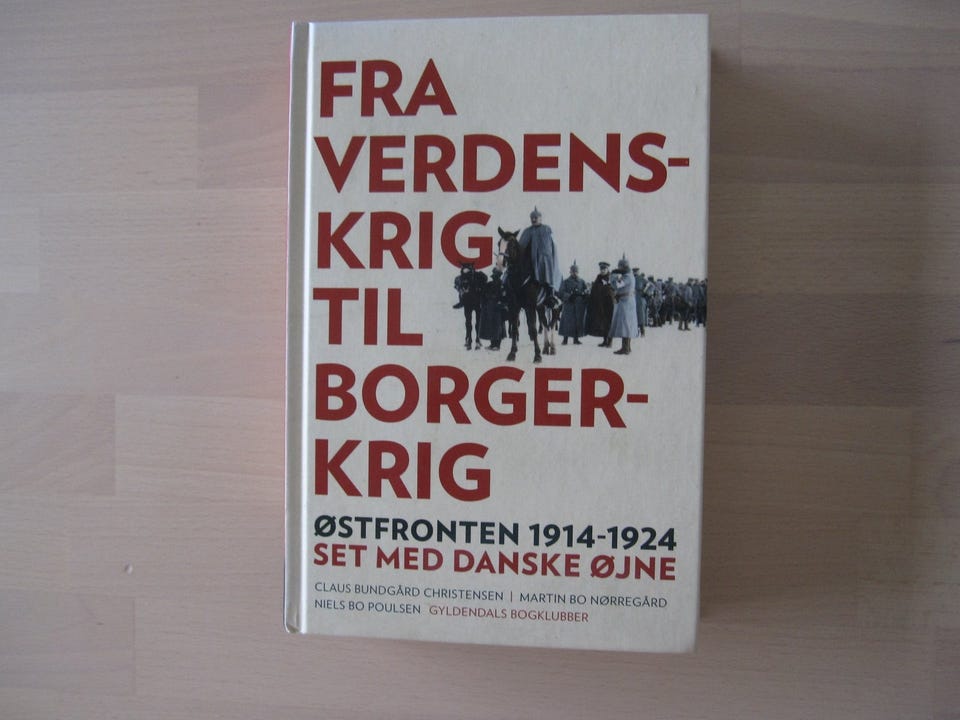 FRA
VERDENS-
KRIG
TIL
BORGER-
KRIG
ØSTFRONTEN 1914-1924
SET MED DANSKE ØJNE
CLAUS BUNDGÅRD CHRISTENSEN | MARTIN BO NØRREGÅRD
NIELS BO POULSEN GYLDENDALS BOGKLUBBER